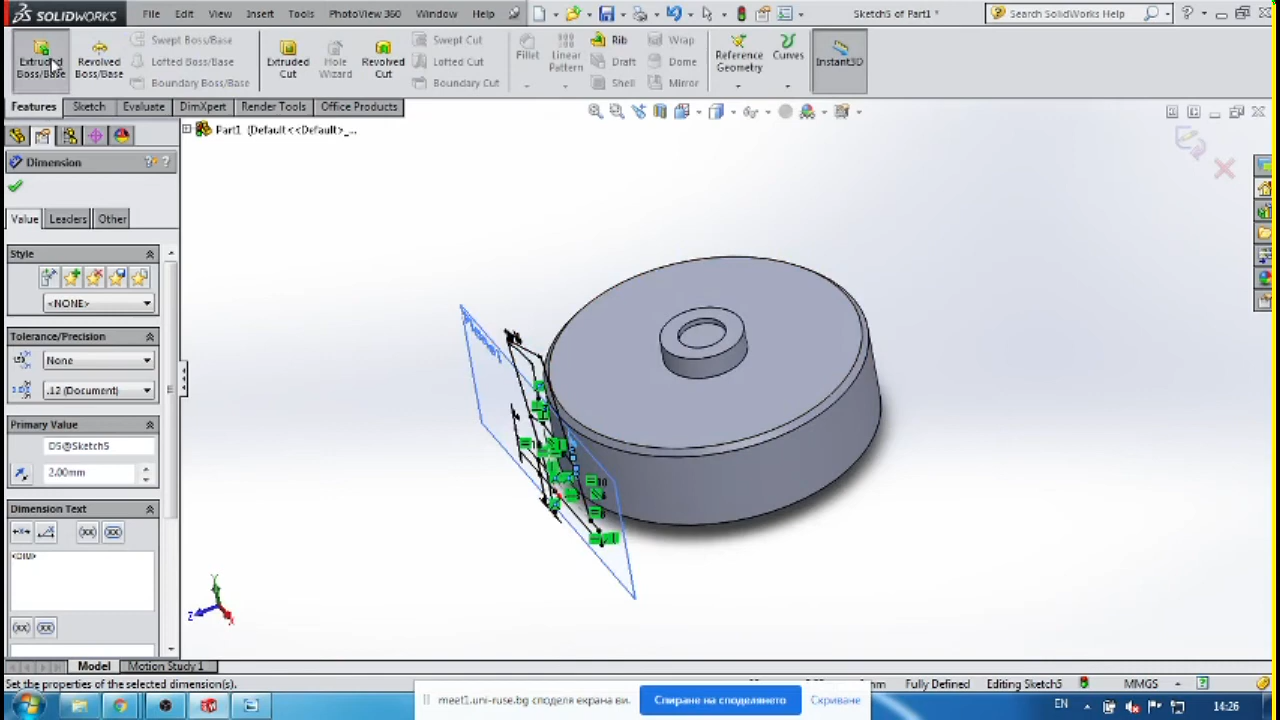 SOLIDWORKS File Edit View Insert Tools PhotoView 360 Window Help Sketch5 of Part1 * Search SolidWorks Help
Extruded Boss/Base
Revolved Boss/Base
Swept Boss/Base
Lofted Boss/Base
Boundary Boss/Base
Extruded Cut
Hole Wizard
Revolved Cut
Swept Cut
Lofted Cut
Boundary Cut
Fillet
Linear Pattern
Rib
Draft
Shell
Wrap
Dome
Mirror
Reference Geometry
Curves
Instant3D
Features Sketch Evaluate DimXpert Render Tools Office Products
Part1 (Default<<Default>_...
Dimension
Value Leaders Other
Style
<NONE>
Tolerance/Precision
None
.12 (Document)
Primary Value
D5@Sketch5
2.00mm
Dimension Text
<DIM>
Model Motion Study 1
Set the properties of the selected dimension(s).
Fully Defined Editing Sketch5 MMGS
meet1.uni-ruse.bg споделя екрана ви. Спиране на споделянето Скриване
EN 14:26